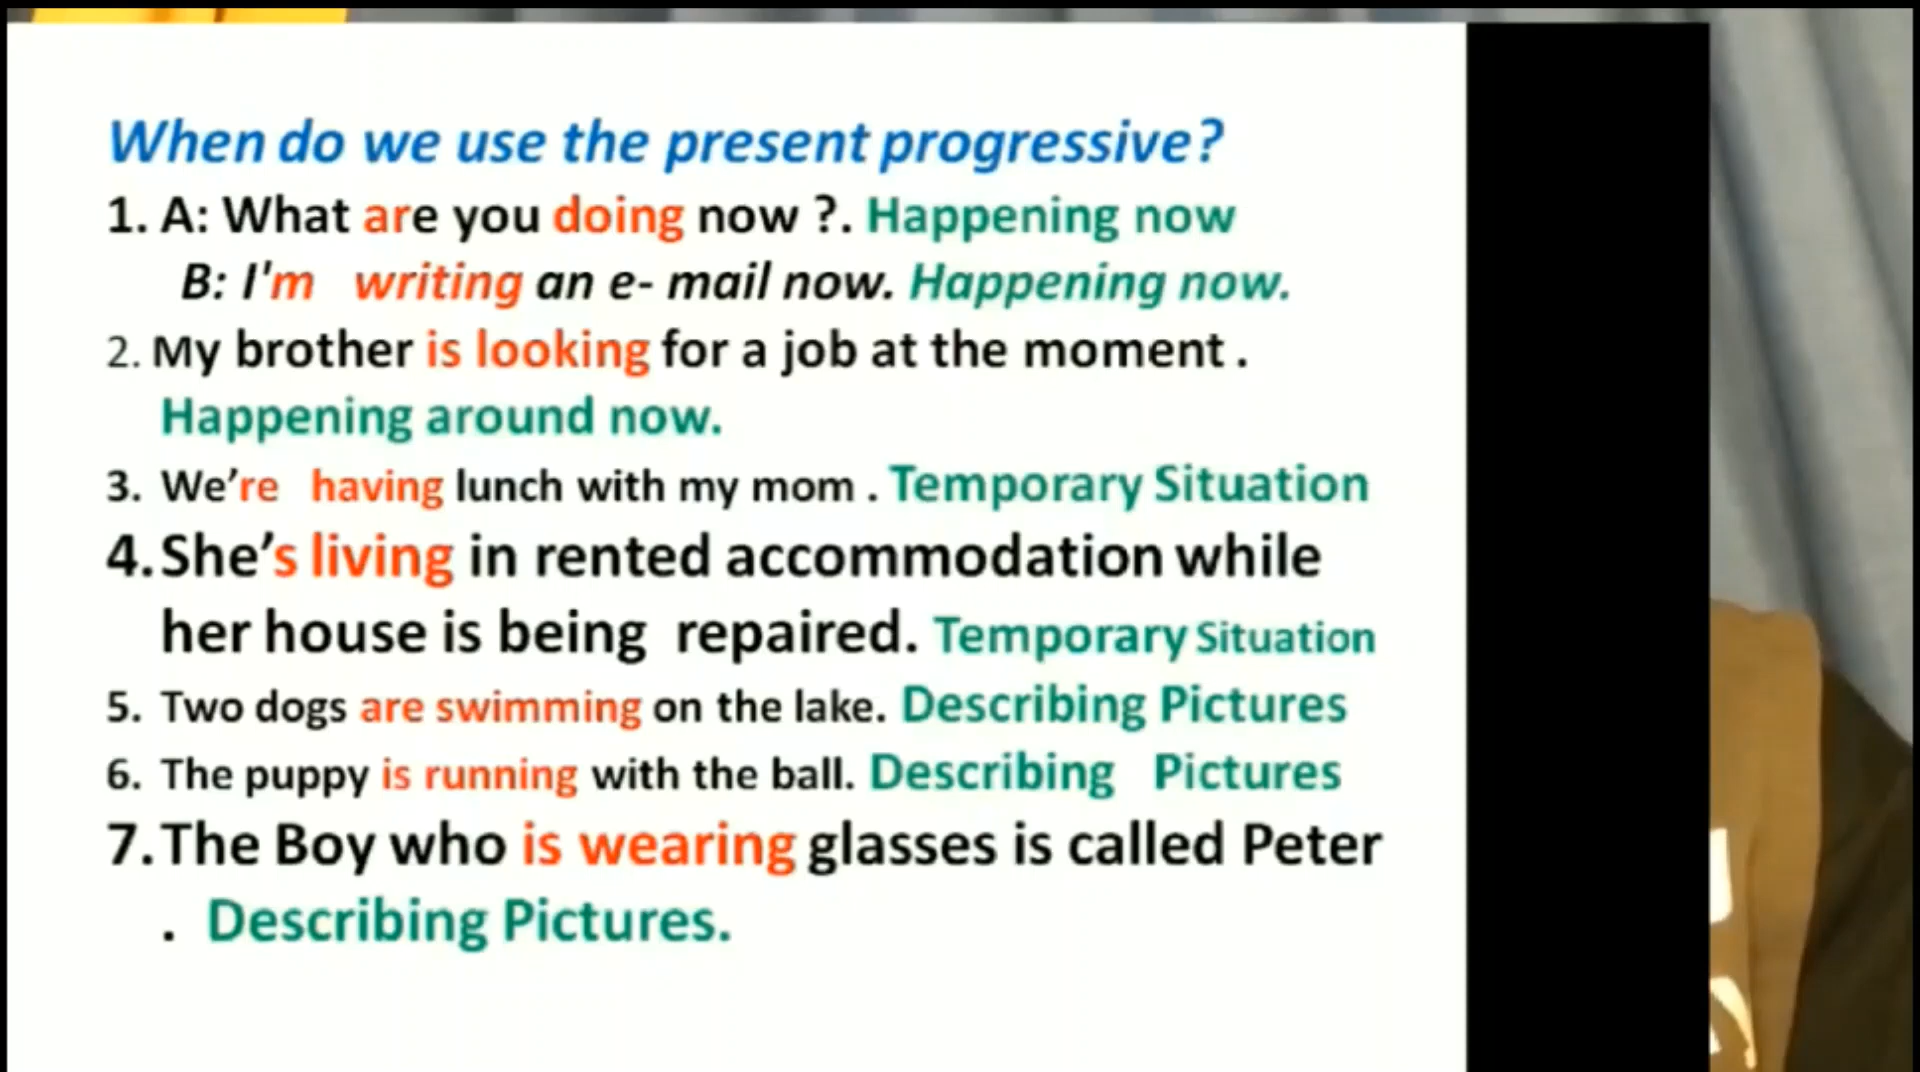 When do we use the present progressive?
1. A: What are you doing now ?. Happening now
B: I'm writing an e- mail now. Happening now.
2. My brother is looking for a job at the moment .
Happening around now.
3. We’re having lunch with my mom . Temporary Situation
4. She’s living in rented accommodation while
her house is being repaired. Temporary Situation
5. Two dogs are swimming on the lake. Describing Pictures
6. The puppy is running with the ball. Describing Pictures
7. The Boy who is wearing glasses is called Peter
. Describing Pictures.